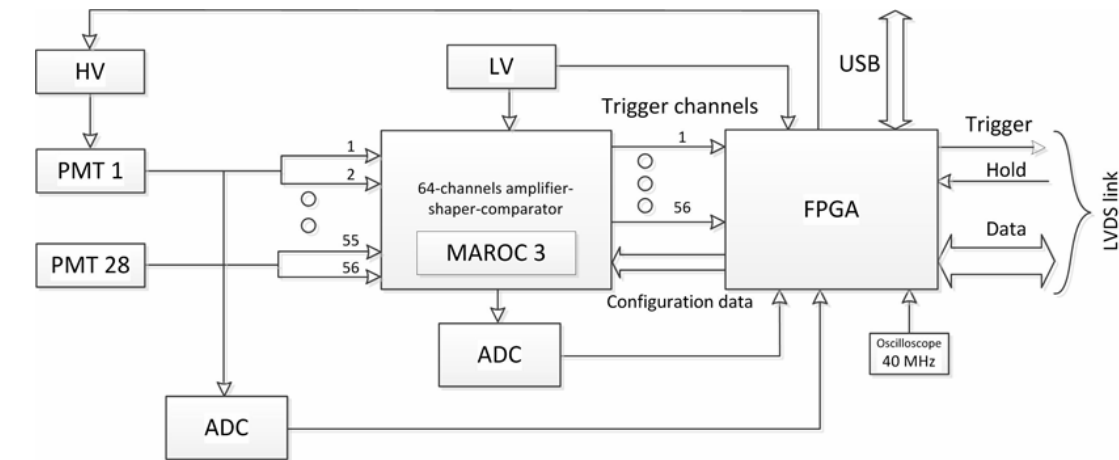 HV
LV
USB
Trigger channels
Trigger
PMT 1
1
2
64-channels amplifier-
shaper-comparator
MAROC 3
1
56
FPGA
Hold
Data
LVDS link
PMT 28
55
56
Configuration data
ADC
Oscilloscope
40 MHz
ADC